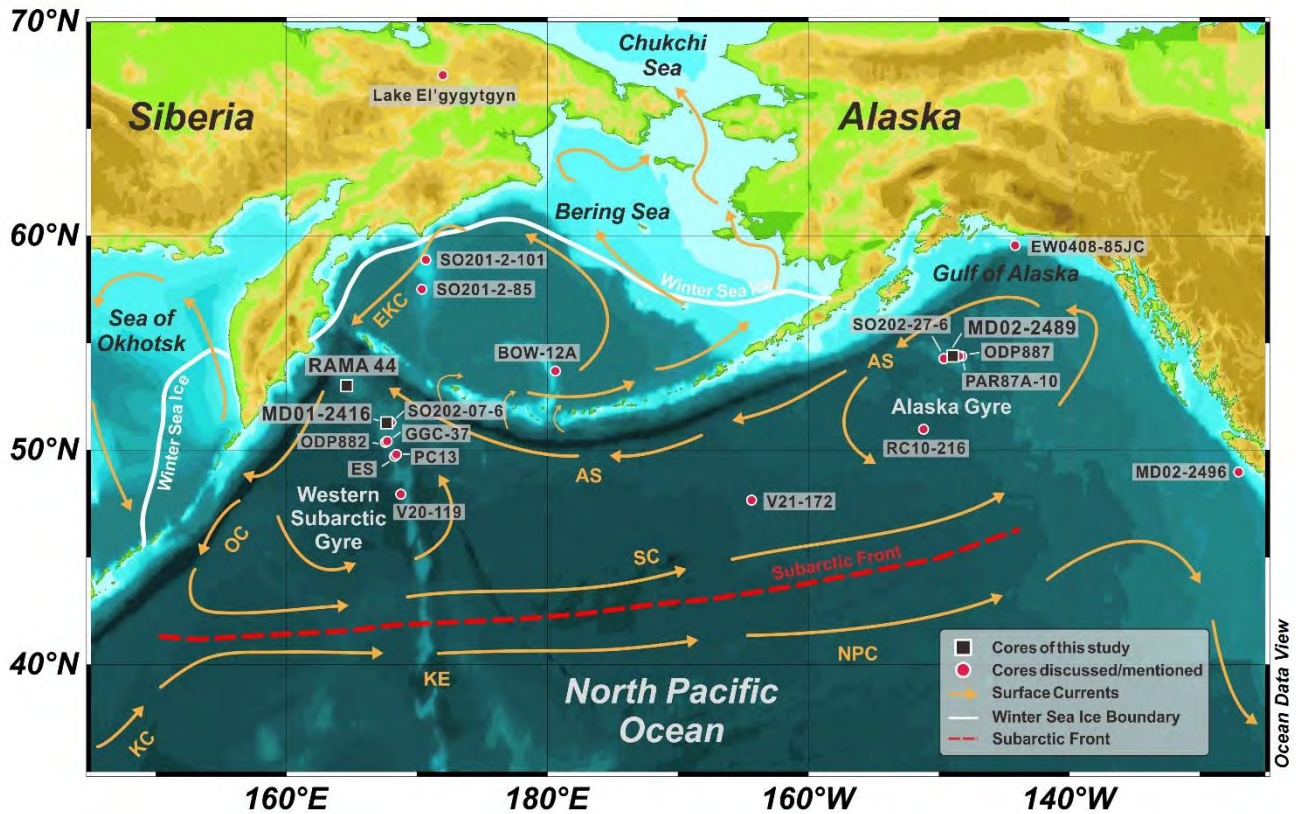 70°N
60°N
50°N
40°N
160°E
180°E
160°W
140°W
Chukchi
Sea
Lake El'gygytgyn
Siberia
Alaska
Bering Sea
Winter Sea Ice
SO201-2-101
SO201-2-85
EKC
Sea of
Okhotsk
Winter Sea Ice
EW0408-85JC
Gulf of Alaska
SO202-27-6
MD02-2489
ODP887
PAR87A-10
AS
Alaska Gyre
RC10-216
MD02-2496
BOW-12A
RAMA 44
MD01-2416
SO202-07-6
ODP882
GGC-37
ES
PC13
AS
Western
Subarctic
Gyre
V20-119
V21-172
OC
SC
Subarctic Front
KE
NPC
KC
North Pacific
Ocean
Cores of this study
Cores discussed/mentioned
Surface Currents
Winter Sea Ice Boundary
Subarctic Front
Ocean Data View